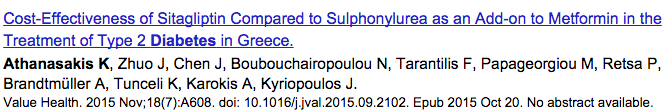 Cost-Effectiveness of Sitagliptin Compared to Sulphonylurea as an Add-on to Metformin in the
Treatment of Type 2 Diabetes in Greece.
Athanasakis K, Zhuo J, Chen J, Boubouchairopoulou N, Tarantilis F, Papageorgiou M, Retsa P,
Brandtmüller A, Tunceli K, Karokis A, Kyriopoulos J.
Value Health. 2015 Nov;18(7):A608. doi: 10.1016/j.jval.2015.09.2102. Epub 2015 Oct 20. No abstract available.